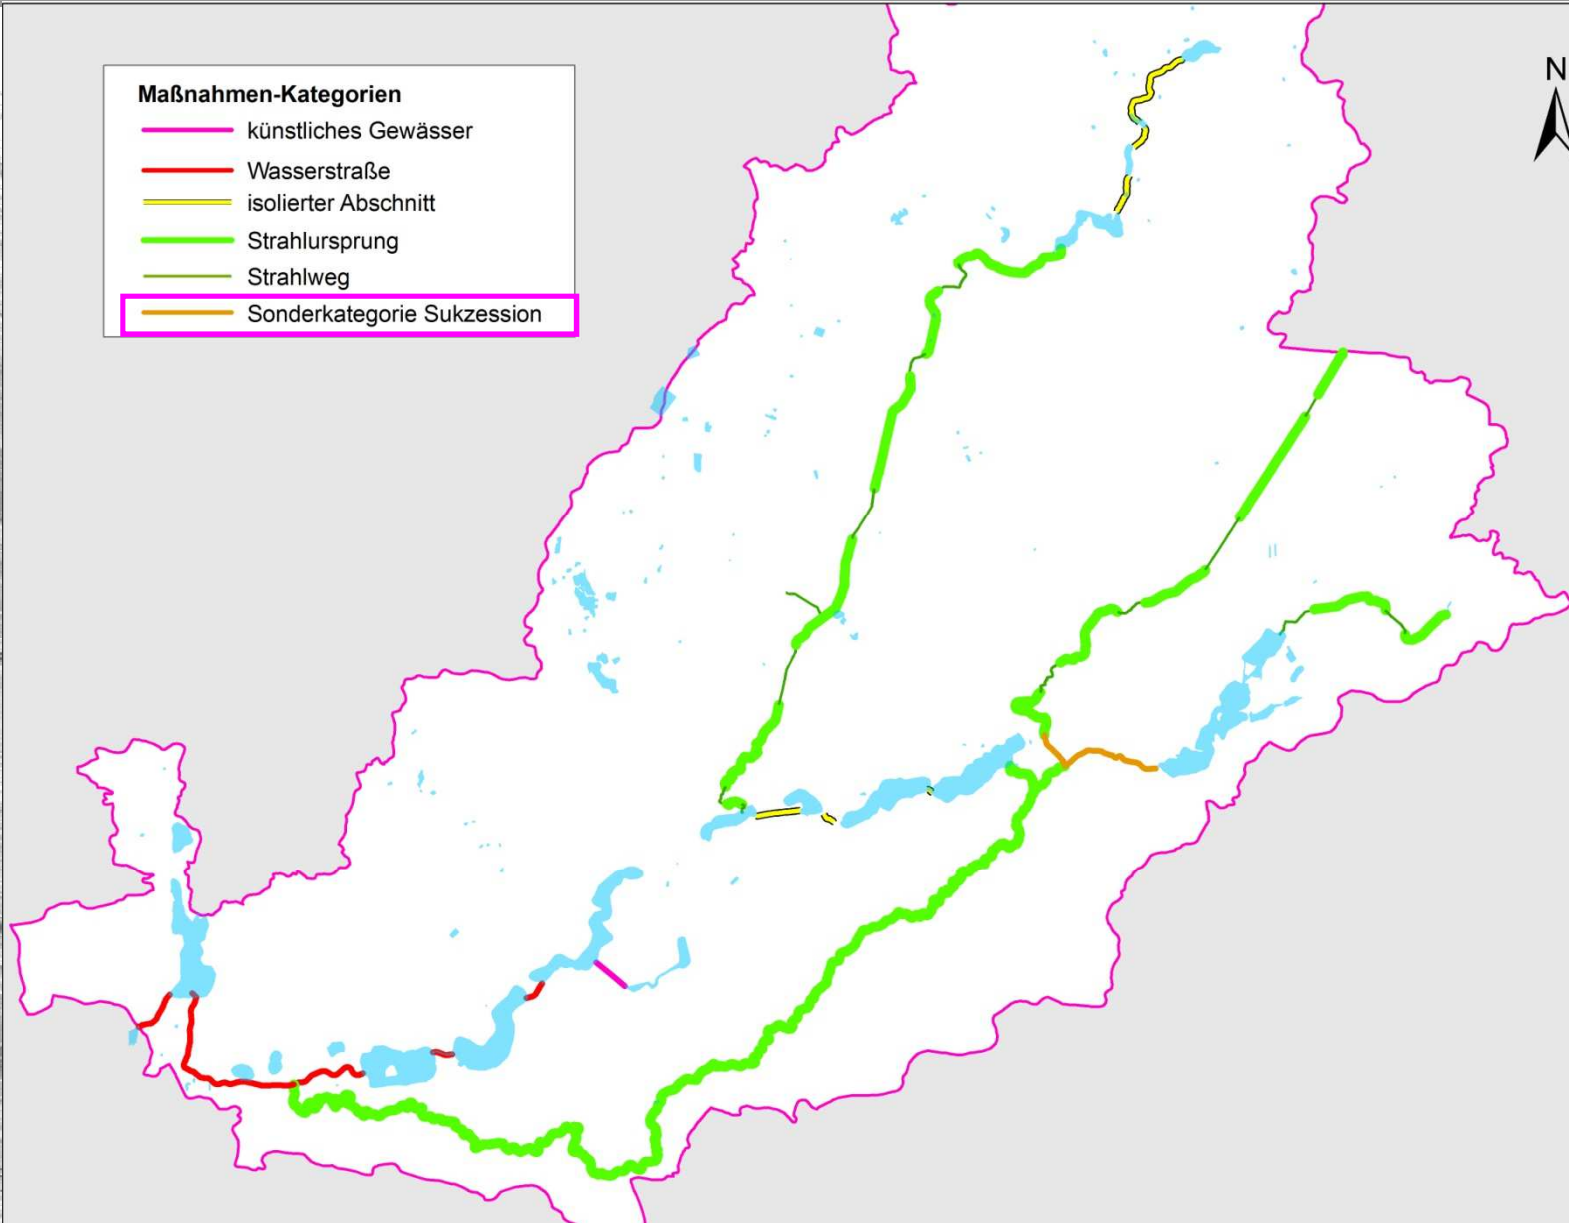 Maßnahmen-Kategorien
künstliches Gewässer
Wasserstraße
isolierter Abschnitt
Strahlursprung
Strahlweg
Sonderkategorie Sukzession
N